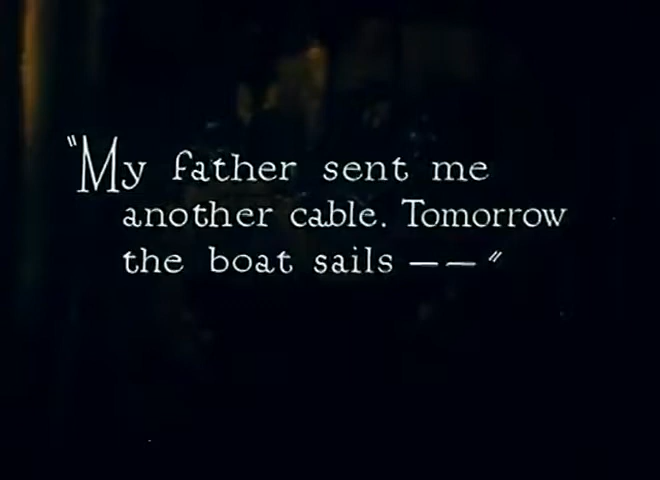 "My father sent me
another cable. Tomorrow
the boat sails — — "